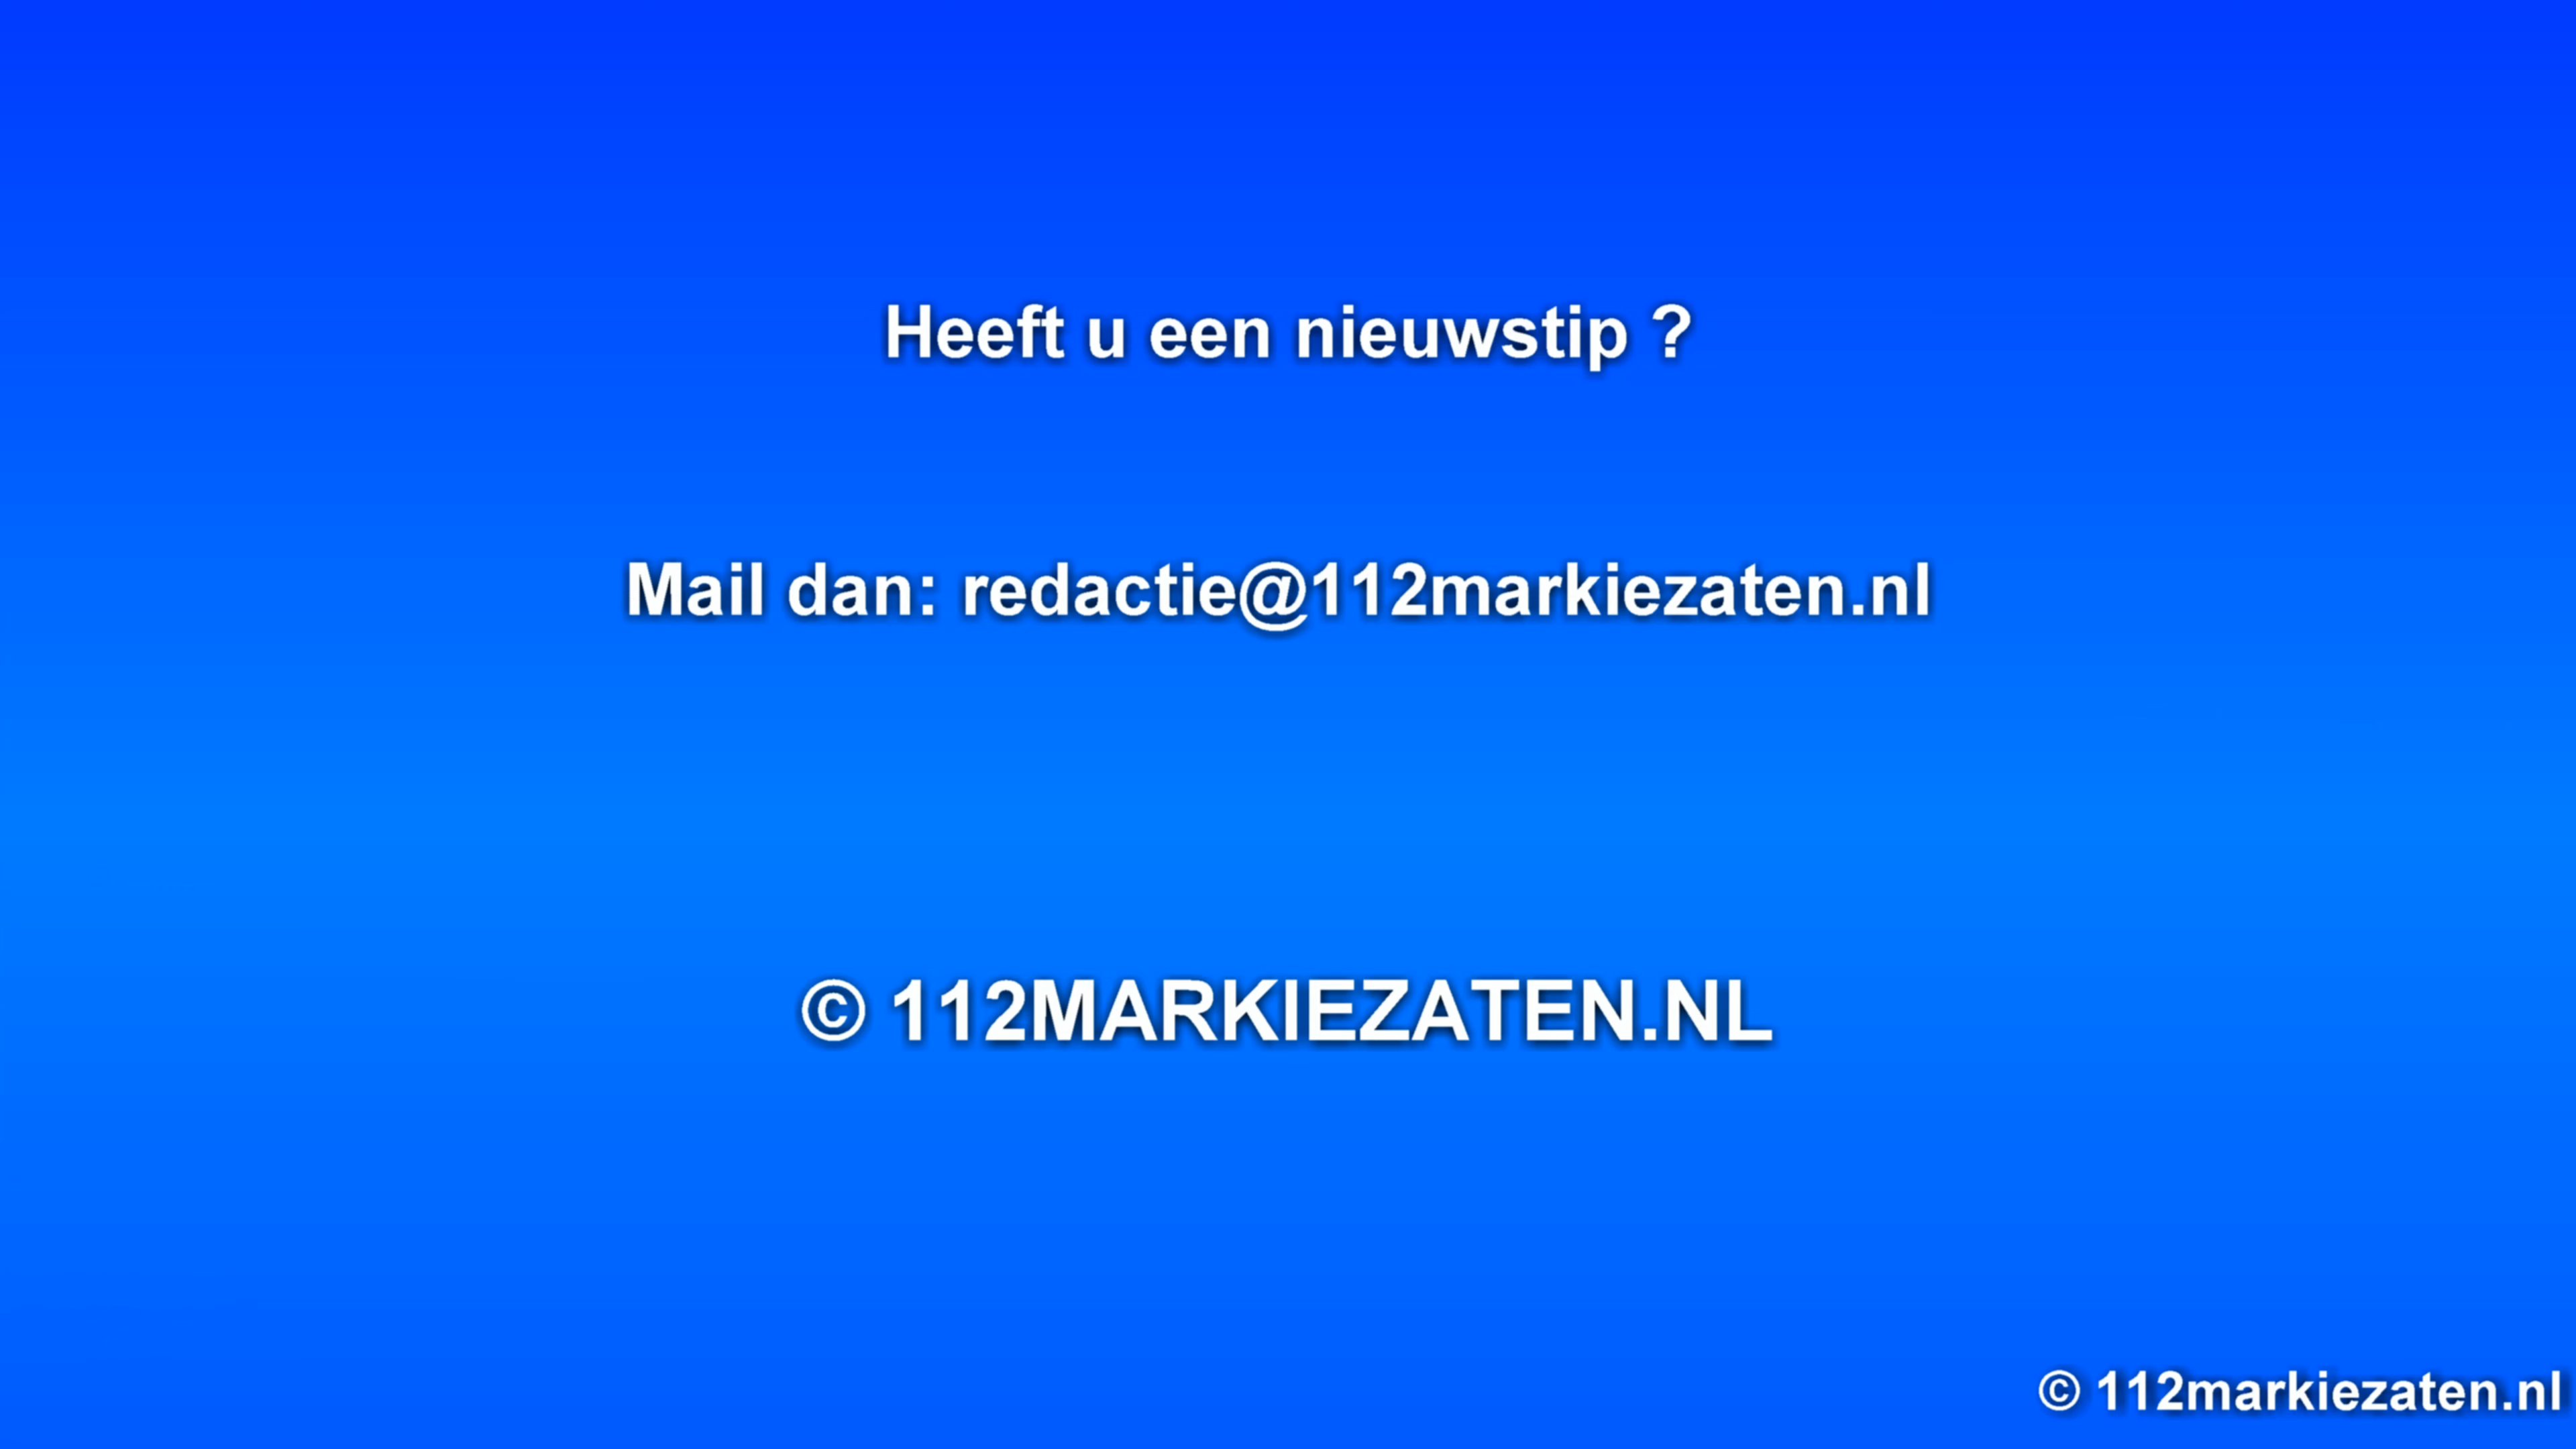 Heeft u een nieuwstip ?
Mail dan: redactie@112markiezaten.nl
© 112MARKIEZATEN.NL
© 112markiezaten.nl